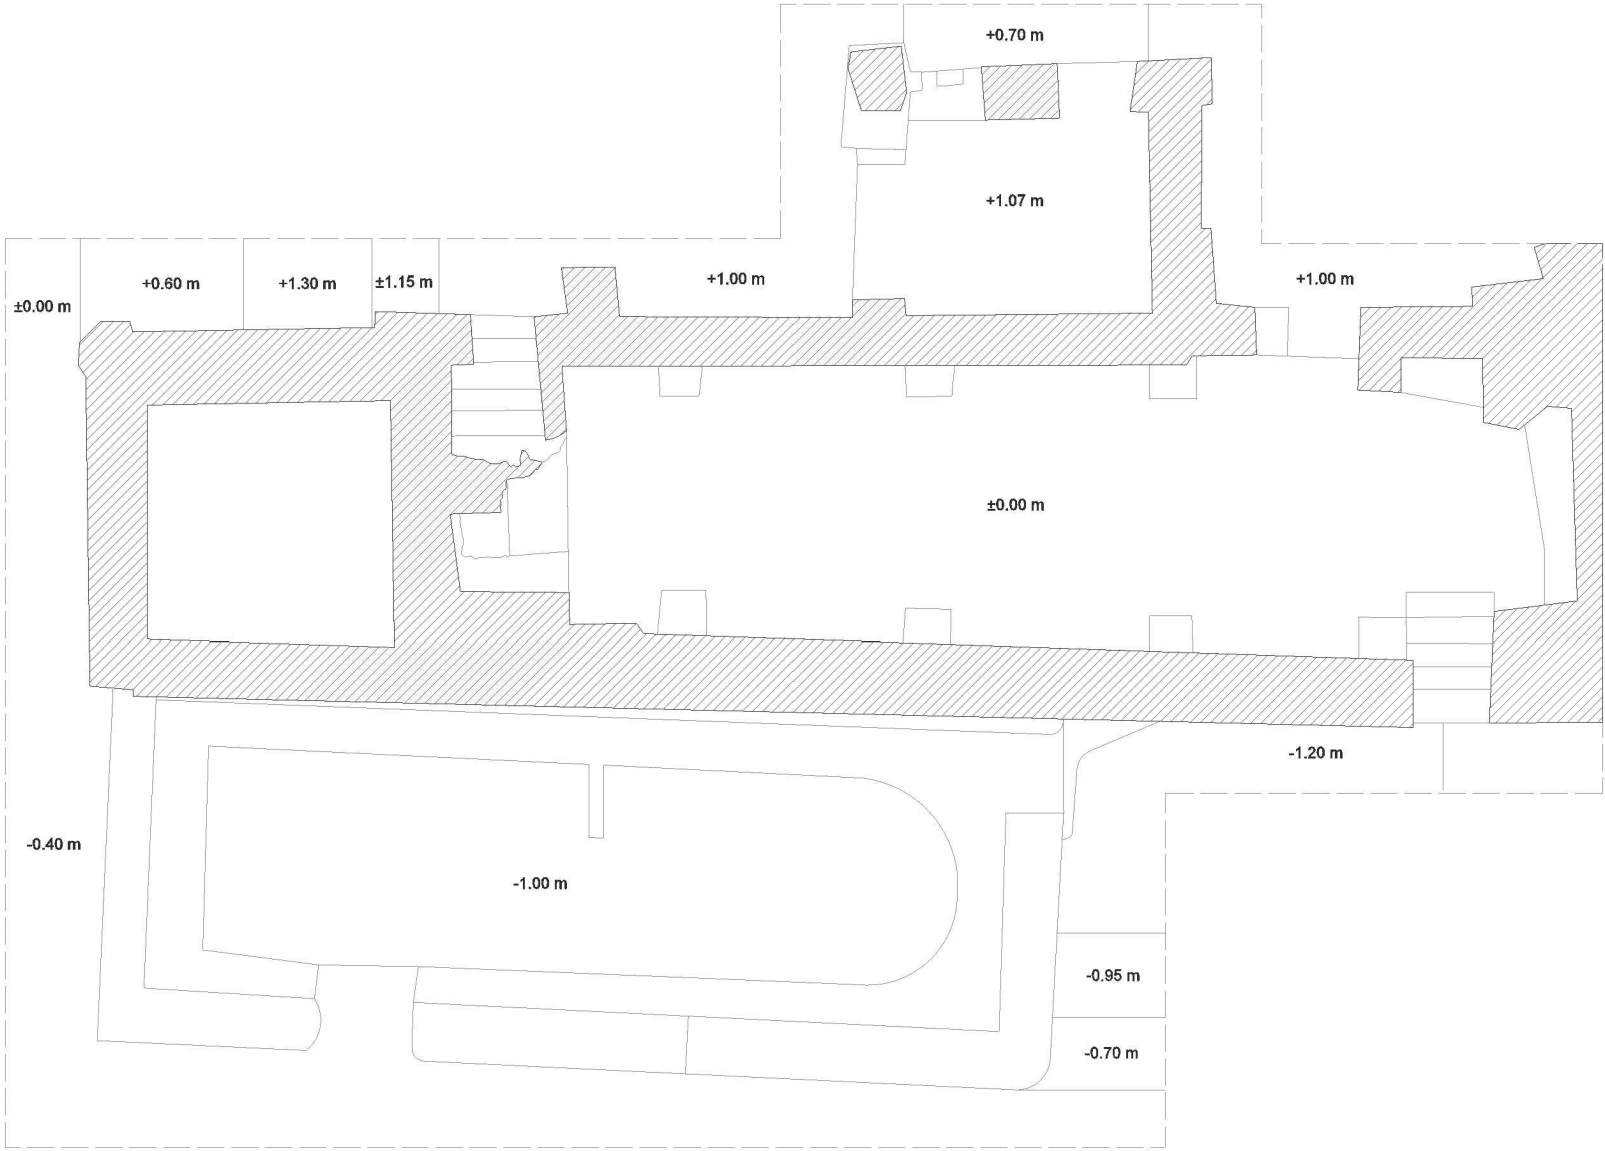 +0.70 m
+1.07 m
+0.60 m
+1.30 m
±1.15 m
+1.00 m
+1.00 m
±0.00 m
±0.00 m
-1.20 m
-0.40 m
-1.00 m
-0.95 m
-0.70 m